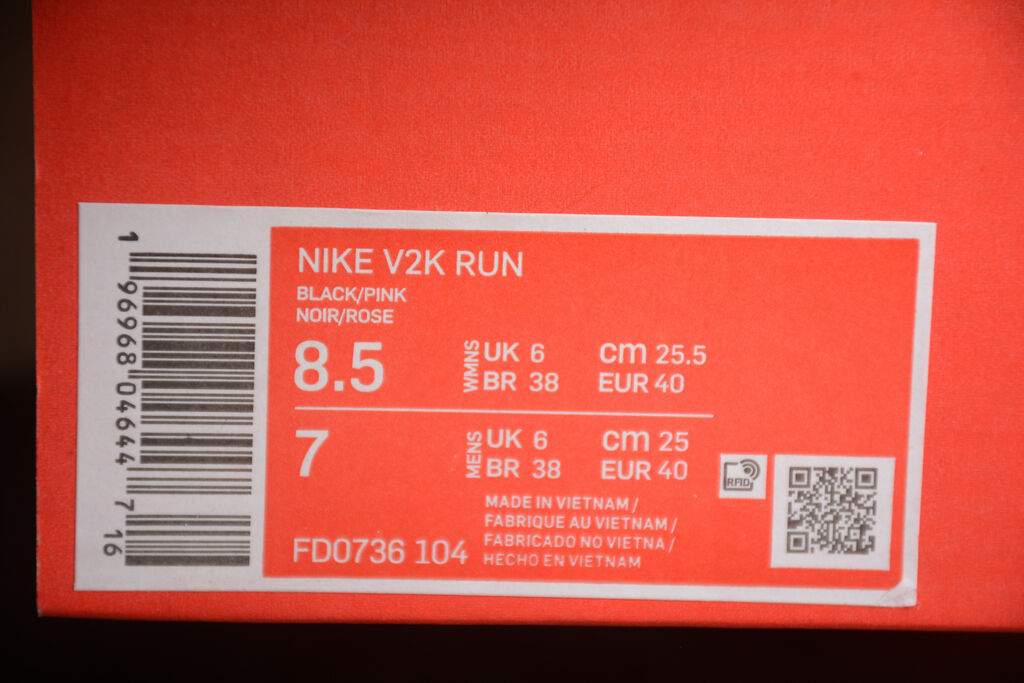 1 96968 04644 7 16
NIKE V2K RUN
BLACK/PINK
NOIR/ROSE
8.5 WMNS UK 6 cm 25.5
BR 38 EUR 40
7 MENS UK 6 cm 25
BR 38 EUR 40
RFID
MADE IN VIETNAM /
FABRIQUE AU VIETNAM /
FABRICADO NO VIETNA /
HECHO EN VIETNAM
FD0736 104